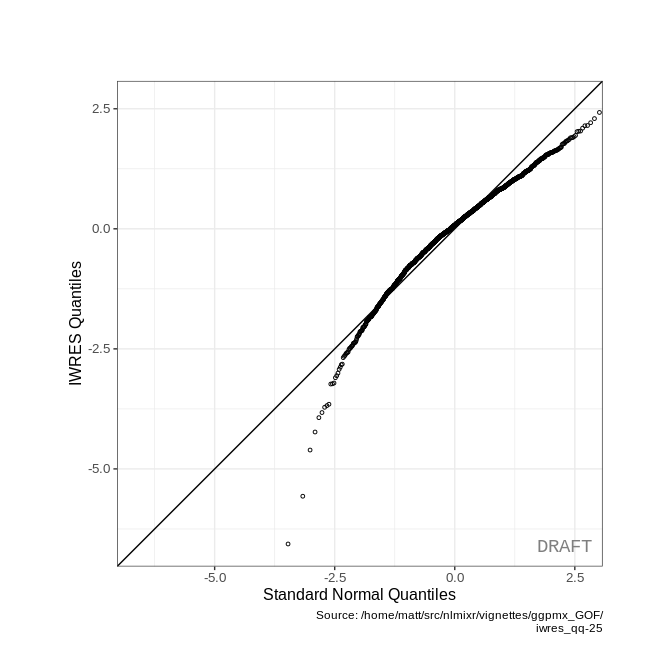 2.5
0.0
-2.5
-5.0
IWRES Quantiles
DRAFT
-5.0
-2.5
0.0
2.5
Standard Normal Quantiles
Source: /home/matt/src/nlmixr/vignettes/ggpmx_GOF/
iwres_qq-25